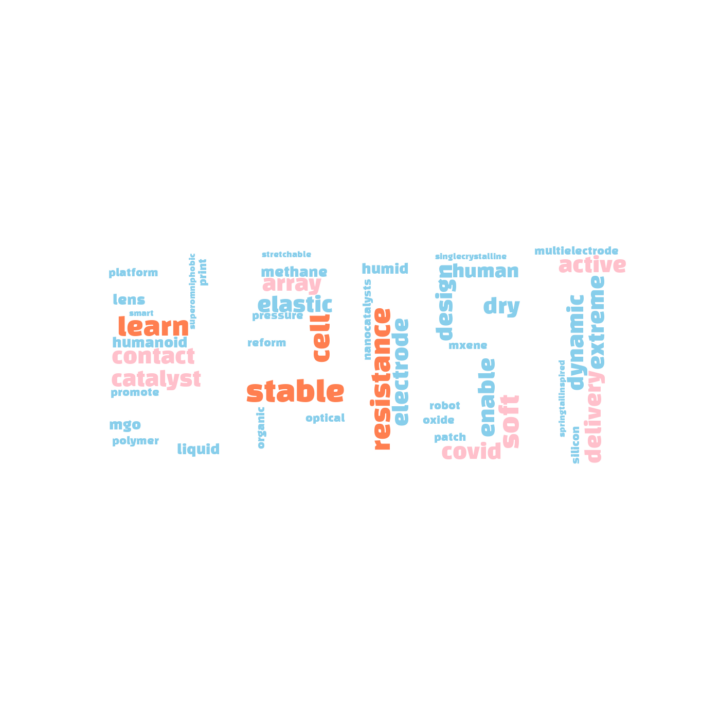 platform
superomniphobic
print
lens
smart
learn
humanoid
contact
catalyst
promote
mgo
polymer
liquid
stretchable
methane
array
elastic
pressure
cell
reform
stable
organic
optical
humid
nanocatalysts
resistance
electrode
singlecrystalline
human
design
dry
mxene
enable
robot
soft
oxide
patch
covid
multielectrode
active
extreme
dynamic
springtailinspired
delivery
silicon